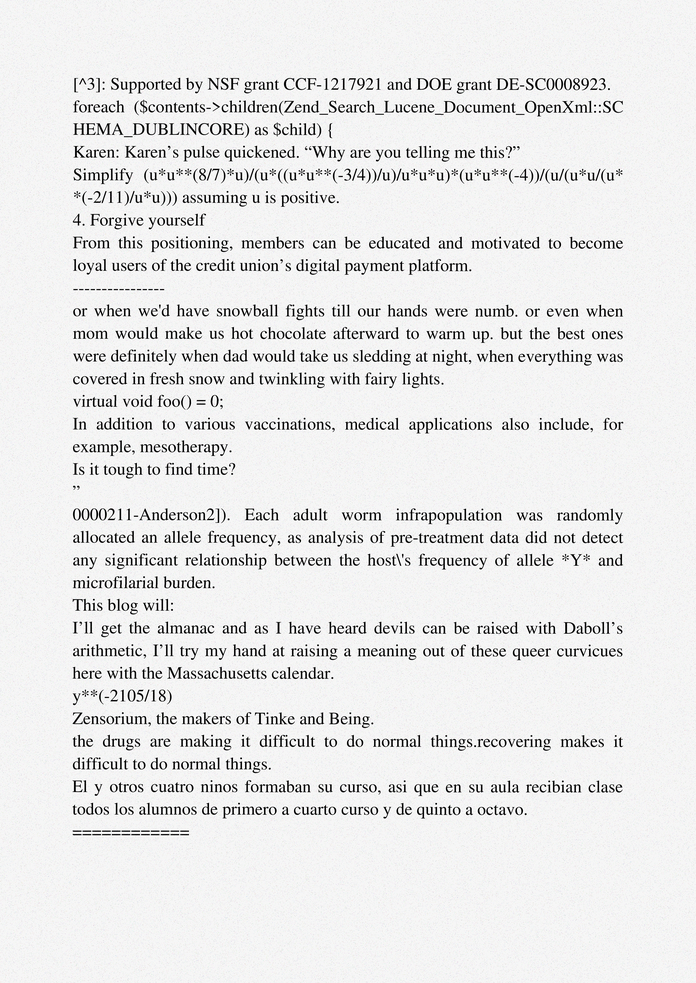 [^3]: Supported by NSF grant CCF-1217921 and DOE grant DE-SC0008923.
foreach ($contents->children(Zend_Search_Lucene_Document_OpenXml::SC
HEMA_DUBLINCORE) as $child) {
Karen: Karen’s pulse quickened. “Why are you telling me this?”
Simplify (u*u**(8/7)*u)/(u*((u*u**(-3/4))/u)/u*u*u)*(u*u**(-4))/(u/(u*u/(u*
*(-2/11)/u*u))) assuming u is positive.
4. Forgive yourself
From this positioning, members can be educated and motivated to become
loyal users of the credit union’s digital payment platform.
----------------
or when we'd have snowball fights till our hands were numb. or even when
mom would make us hot chocolate afterward to warm up. but the best ones
were definitely when dad would take us sledding at night, when everything was
covered in fresh snow and twinkling with fairy lights.
virtual void foo() = 0;
In addition to various vaccinations, medical applications also include, for
example, mesotherapy.
Is it tough to find time?
”
0000211-Anderson2]). Each adult worm infrapopulation was randomly
allocated an allele frequency, as analysis of pre-treatment data did not detect
any significant relationship between the host\'s frequency of allele *Y* and
microfilarial burden.
This blog will:
I’ll get the almanac and as I have heard devils can be raised with Daboll’s
arithmetic, I’ll try my hand at raising a meaning out of these queer curvicues
here with the Massachusetts calendar.
y**(-2105/18)
Zensorium, the makers of Tinke and Being.
the drugs are making it difficult to do normal things.recovering makes it
difficult to do normal things.
El y otros cuatro ninos formaban su curso, asi que en su aula recibian clase
todos los alumnos de primero a cuarto curso y de quinto a octavo.
============